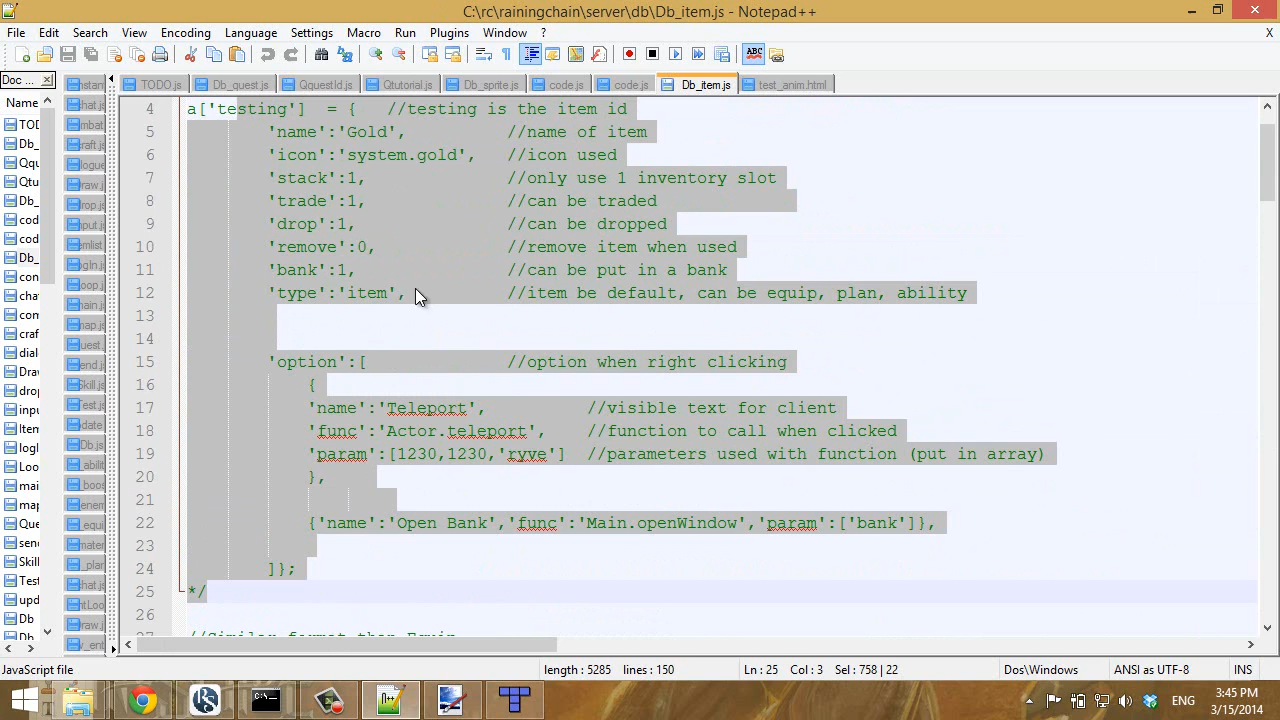 C:\rc\rainingchain\server\db\Db_item.js - Notepad++
File Edit Search View Encoding Language Settings Macro Run Plugins Window ? X
Doc ...
TODO.js Db_quest.js QquestId.js Qtutorial.js Db_sprite.js code.js code.js Db_item.js test_anim.html
Name
4 a['testing'] = { //testing is the item id
5 'name':'Gold', //name of item
6 'icon':'system.gold', //icon used
7 'stack':1, //only use 1 inventory slot
8 'trade':1, //can be traded
9 'drop':1, //can be dropped
10 'remove':0, //remove item when used
11 'bank':1, //can be put in a bank
12 'type':'item', //item be default, can be equip, plan, ability
13
14
15 'option':[ //option when right clicking
16 {
17 'name':'Teleport', //visible text for client
18 'func':'Actor.teleport', //function to call when clicked
19 'param':[1230,1230,'ryve'] //parameters used with function (put in array)
20 },
21
22 {'name':'Open Bank','func':'Main.openWindow','param':['bank']},
23
24 ]};
25 */
26
JavaScript file length : 5285 lines : 150 Ln : 25 Col : 3 Sel : 758 | 22 Dos\Windows ANSI as UTF-8 INS
ENG
3:45 PM
3/15/2014